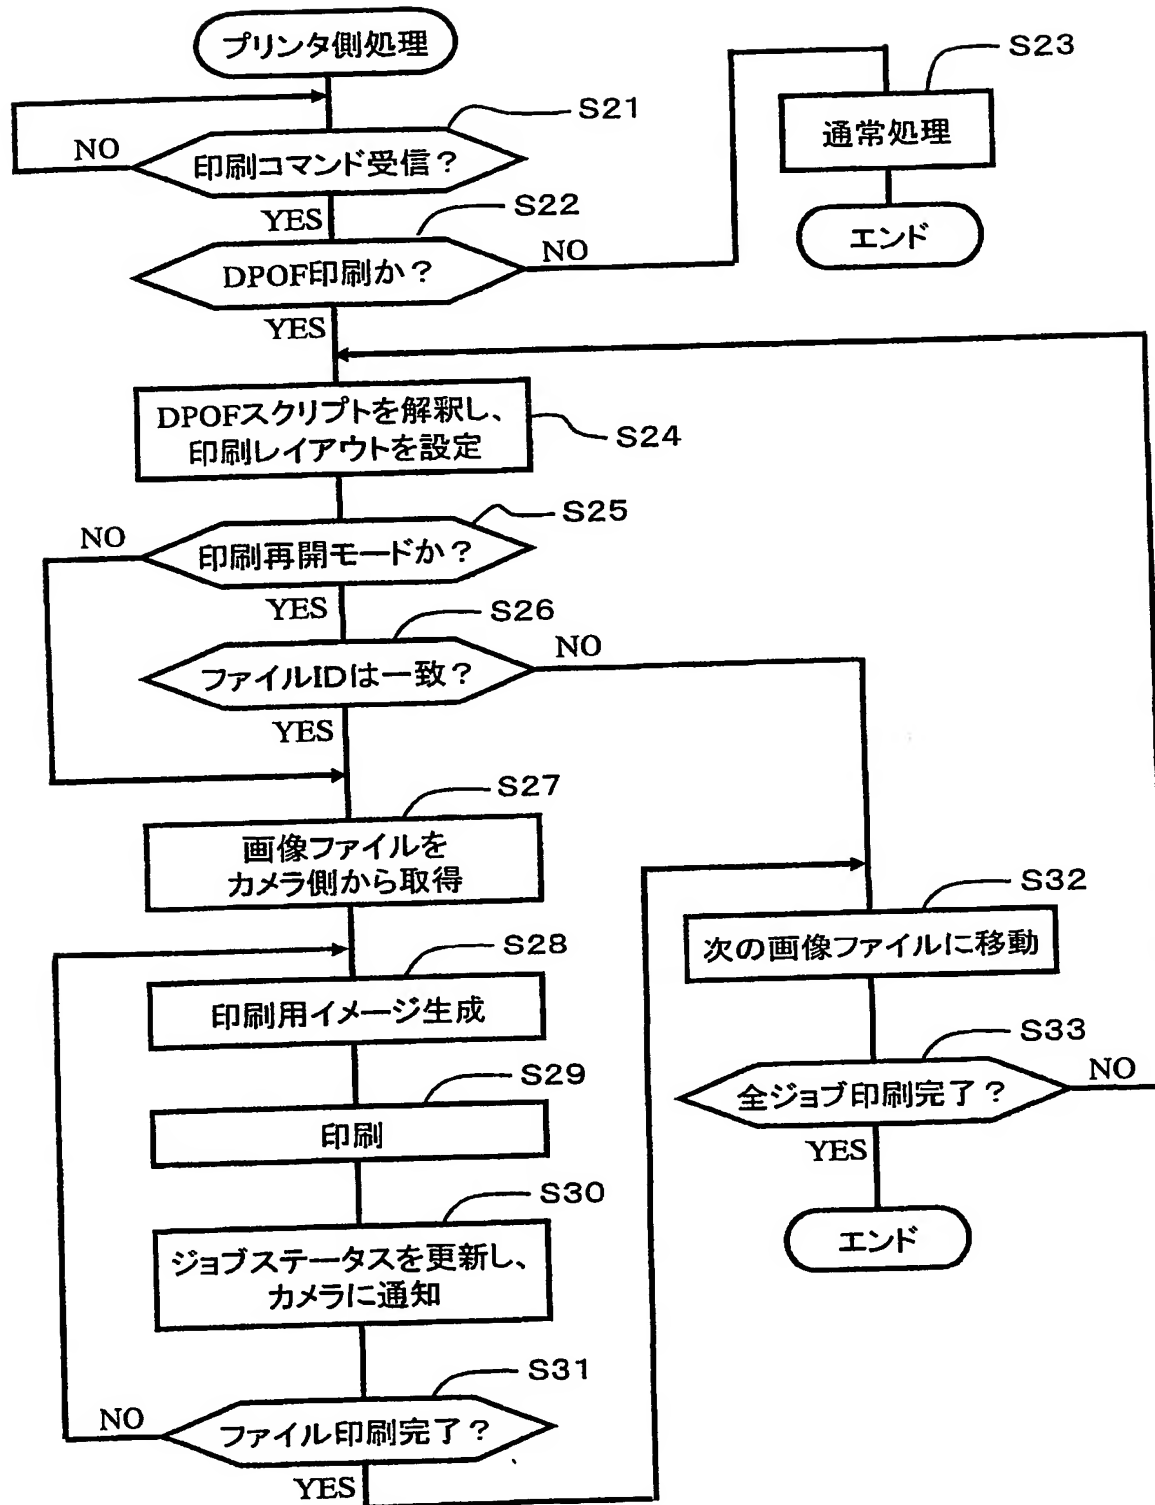 プリンタ側処理
S21
NO
印刷コマンド受信？
YES
S22
DPOF印刷か？
NO
S23
通常処理
エンド
YES
DPOFスクリプトを解釈し、
印刷レイアウトを設定
S24
S25
NO
印刷再開モードか？
YES
S26
ファイルIDは一致？
NO
YES
S27
画像ファイルを
カメラ側から取得
S28
印刷用イメージ生成
S29
印刷
S30
ジョブステータスを更新し、
カメラに通知
S31
NO
ファイル印刷完了？
YES
S32
次の画像ファイルに移動
S33
全ジョブ印刷完了？
NO
YES
エンド